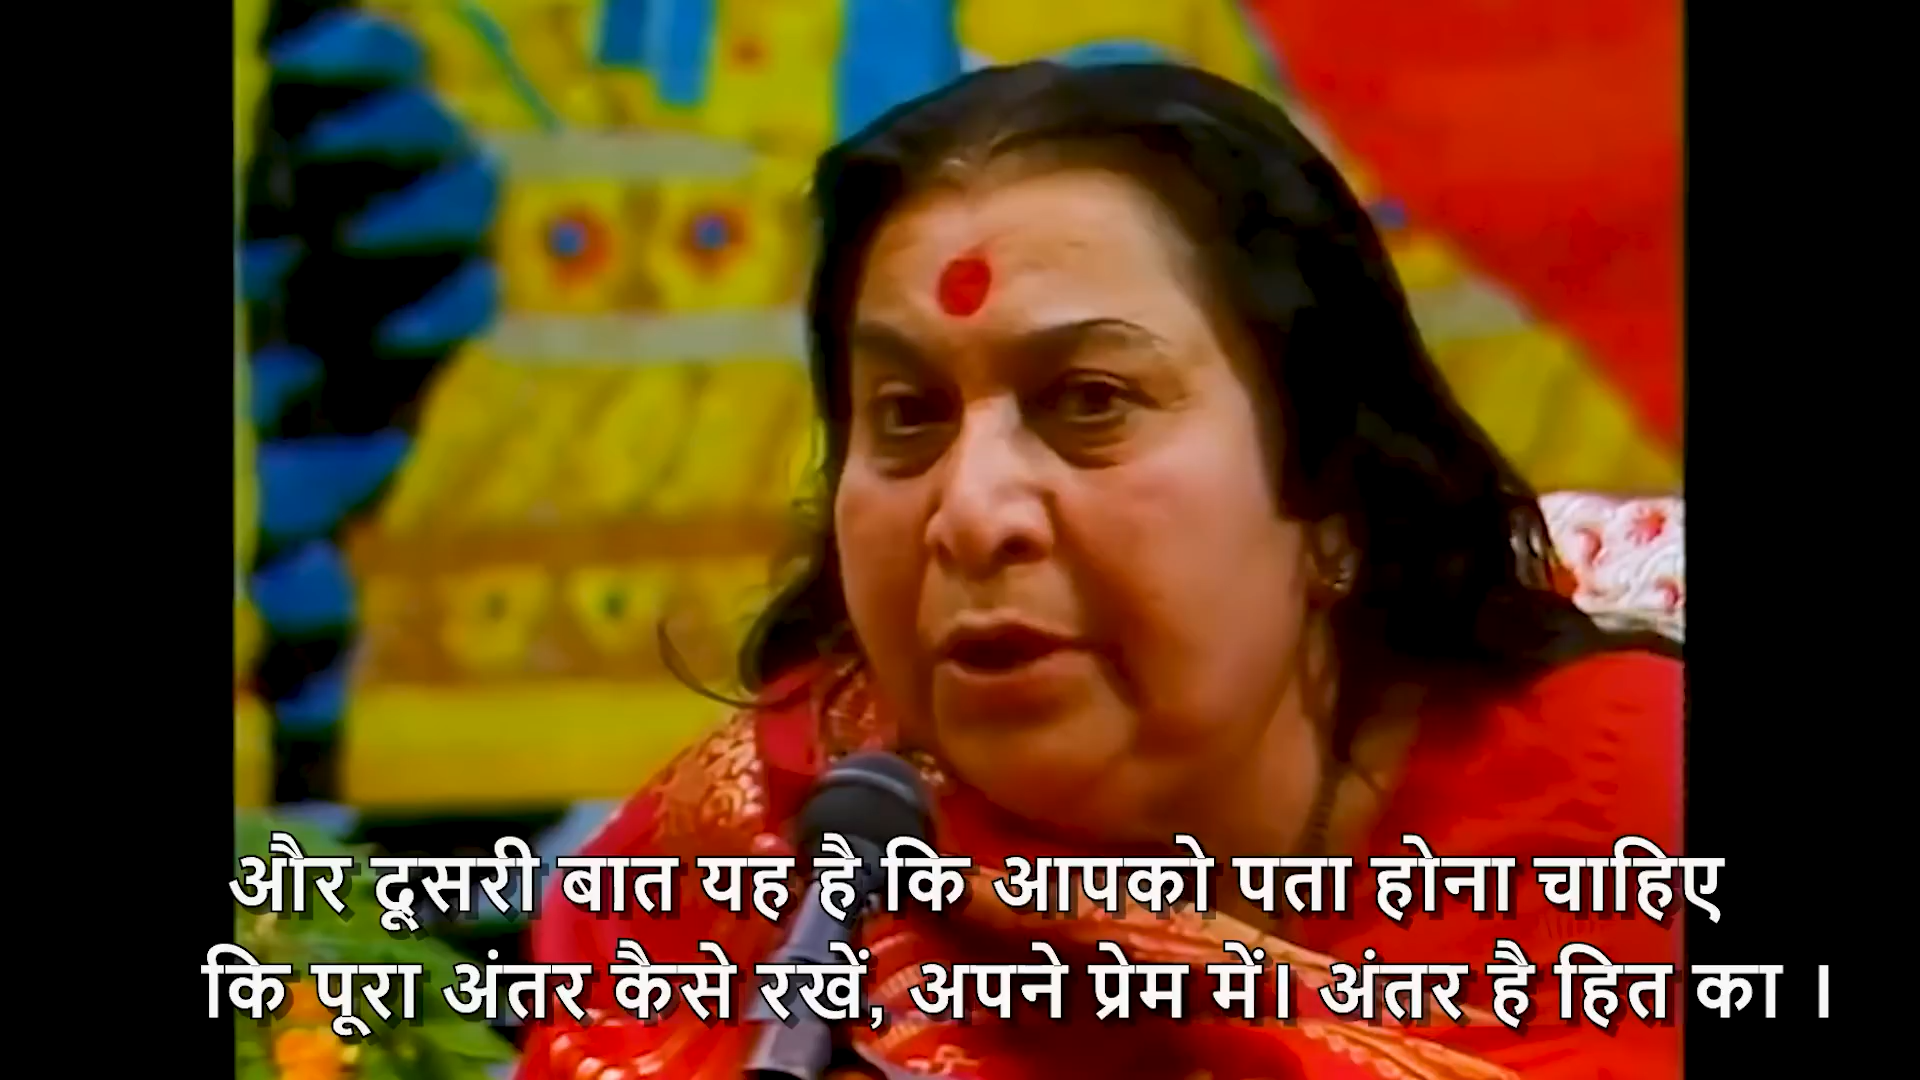 और दूसरी बात यह है कि आपको पता होना चाहिए
कि पूरा अंतर कैसे रखें, अपने प्रेम में। अंतर है हित का ।